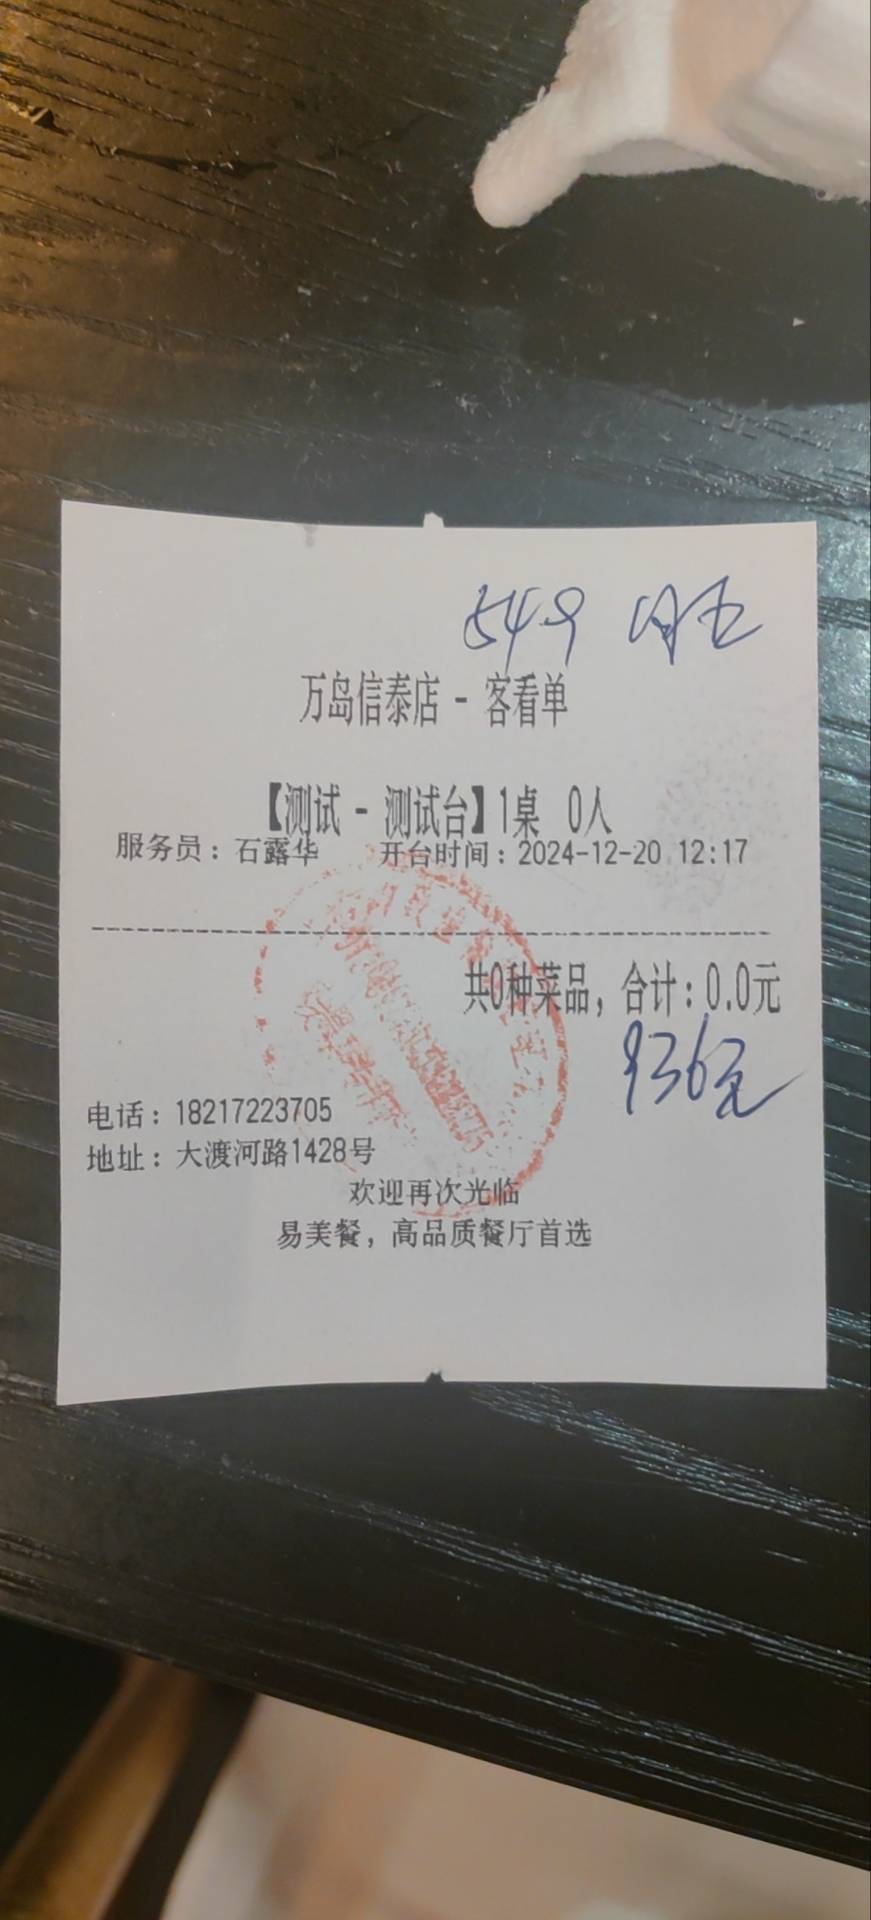 549
万岛信泰店 - 客看单
【测试 - 测试台】1桌 0人
服务员：石露华 开台时间：2024-12-20 12:17
共0种菜品，合计：0.0元
936元
电话：18217223705
地址：大渡河路1428号
欢迎再次光临
易美餐，高品质餐厅首选